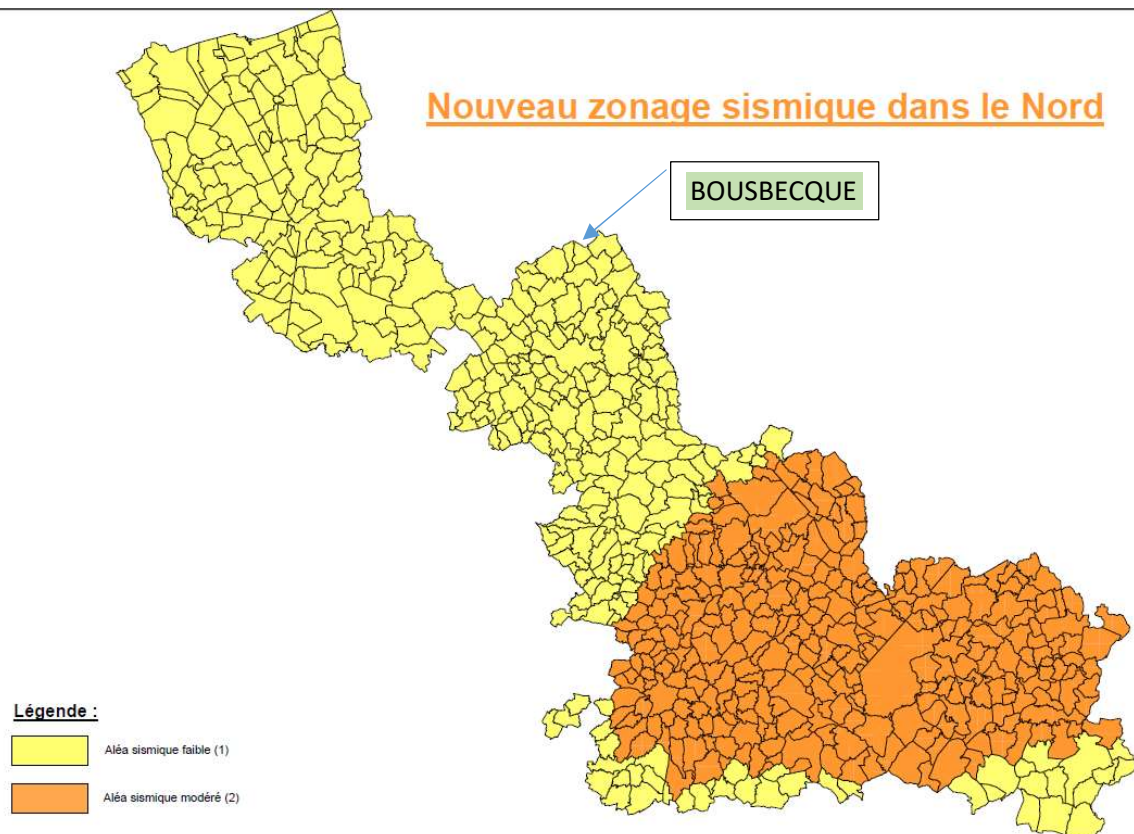 Nouveau zonage sismique dans le Nord
BOUSBECQUE
Légende :
Aléa sismique faible (1)
Aléa sismique modéré (2)